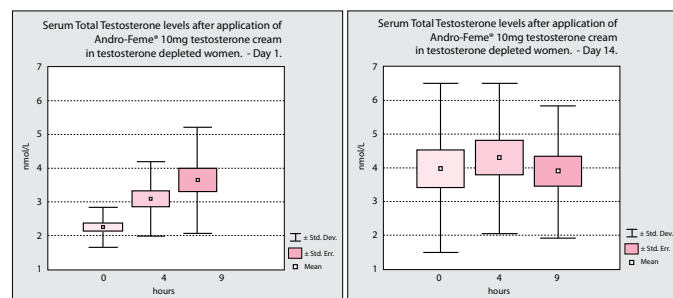 Serum Total Testosterone levels after application of
Andro-Feme® 10mg testosterone cream
in testosterone depleted women. - Day 1.
7
6
5
4
3
2
1
nmol/L
0 4 9
hours
± Std. Dev.
± Std. Err.
Mean
Serum Total Testosterone levels after application of
Andro-Feme® 10mg testosterone cream
in testosterone depleted women. - Day 14.
7
6
5
4
3
2
1
nmol/L
0 4 9
hours
± Std. Dev.
± Std. Err.
Mean